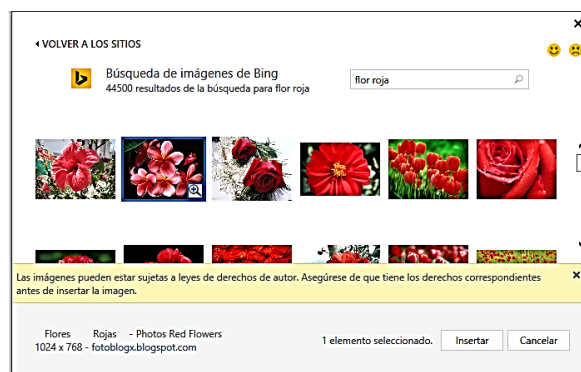 VOLVER A LOS SITIOS
Búsqueda de imágenes de Bing
44500 resultados de la búsqueda para flor roja
flor roja
Las imágenes pueden estar sujetas a leyes de derechos de autor. Asegúrese de que tiene los derechos correspondientes
antes de insertar la imagen.
Flores Rojas - Photos Red Flowers
1024 x 768 - fotoblogx.blogspot.com
1 elemento seleccionado.
Insertar
Cancelar